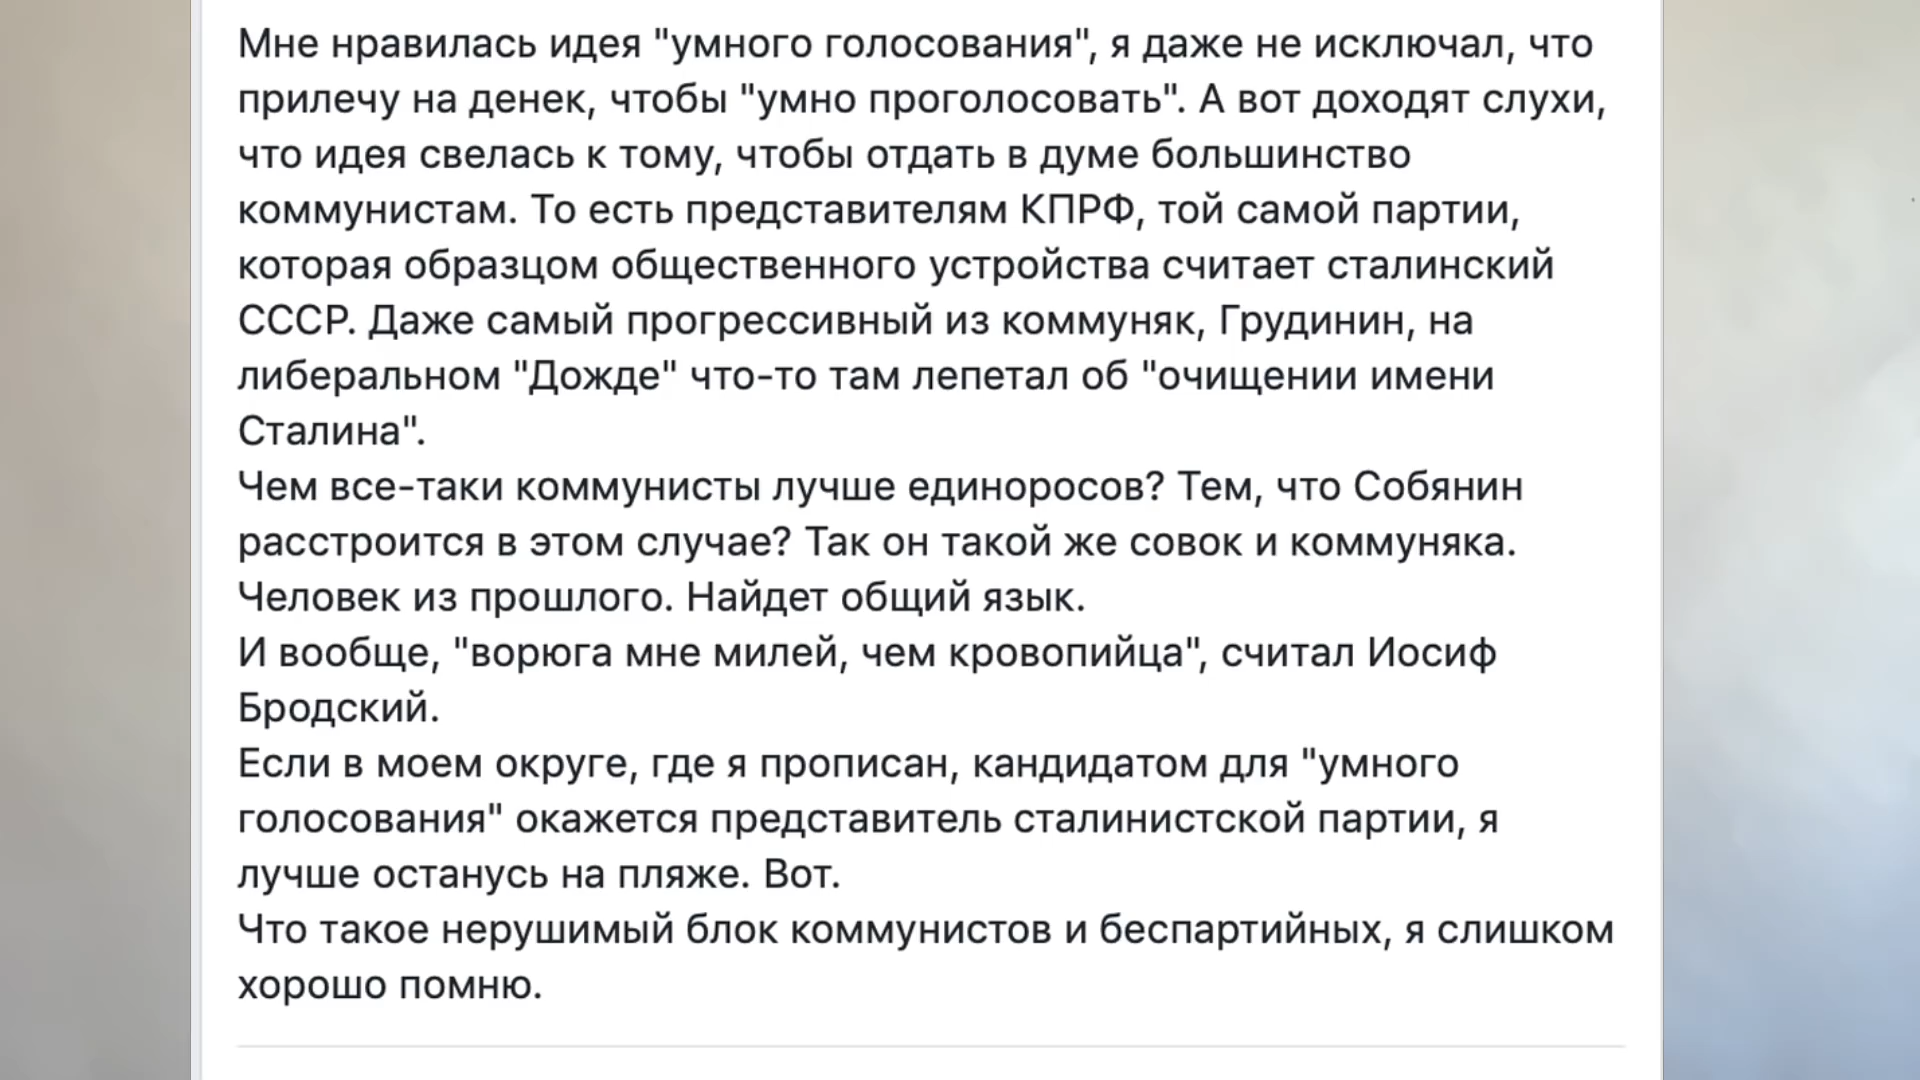 Мне нравилась идея "умного голосования", я даже не исключал, что
прилечу на денек, чтобы "умно проголосовать". А вот доходят слухи,
что идея свелась к тому, чтобы отдать в думе большинство
коммунистам. То есть представителям КПРФ, той самой партии,
которая образцом общественного устройства считает сталинский
СССР. Даже самый прогрессивный из коммуняк, Грудинин, на
либеральном "Дожде" что-то там лепетал об "очищении имени
Сталина".
Чем все-таки коммунисты лучше единоросов? Тем, что Собянин
расстроится в этом случае? Так он такой же совок и коммуняка.
Человек из прошлого. Найдет общий язык.
И вообще, "ворюга мне милей, чем кровопийца", считал Иосиф
Бродский.
Если в моем округе, где я прописан, кандидатом для "умного
голосования" окажется представитель сталинистской партии, я
лучше останусь на пляже. Вот.
Что такое нерушимый блок коммунистов и беспартийных, я слишком
хорошо помню.